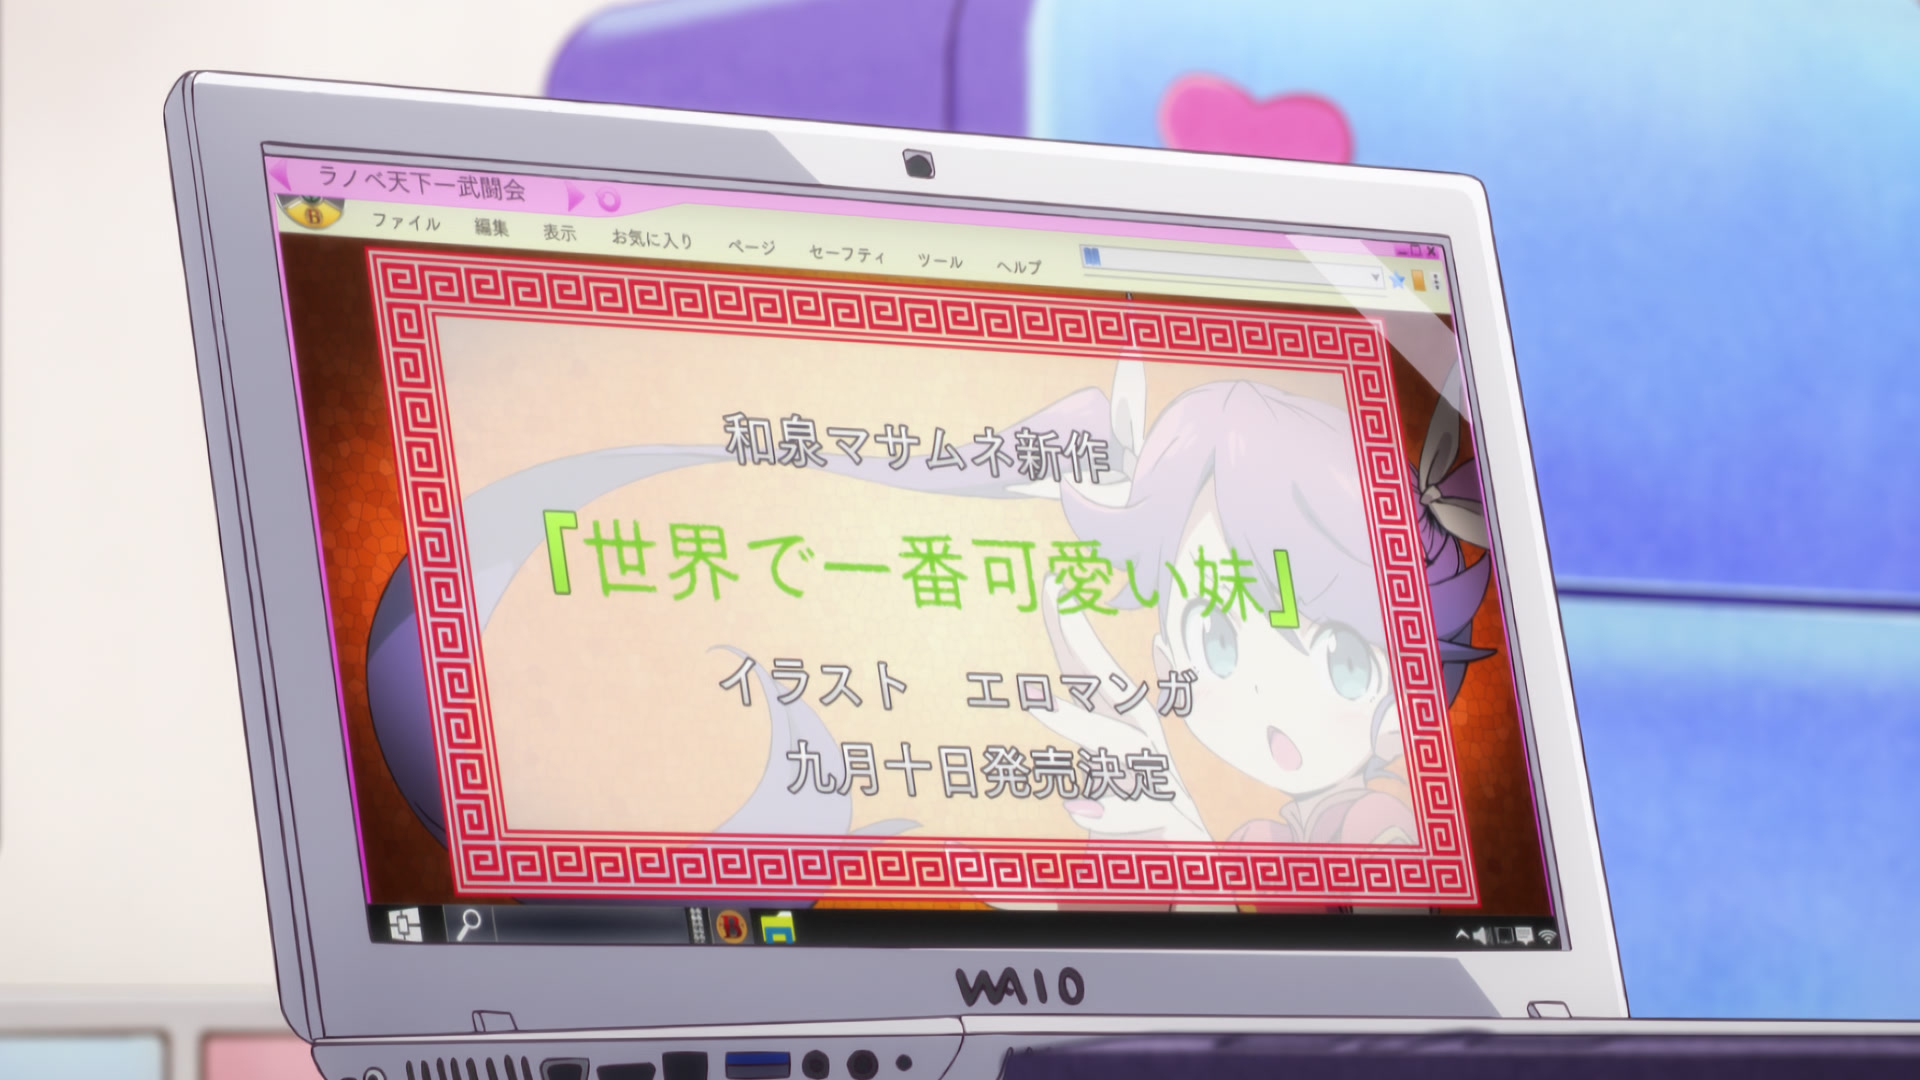 ラノベ天下一武闘会
B
ファイル 編集 表示 お気に入り ページ セーフティ ツール ヘルプ
和泉マサムネ新作
『世界で一番可愛い妹』
イラスト エロマンガ
九月十日発売決定
WAIO